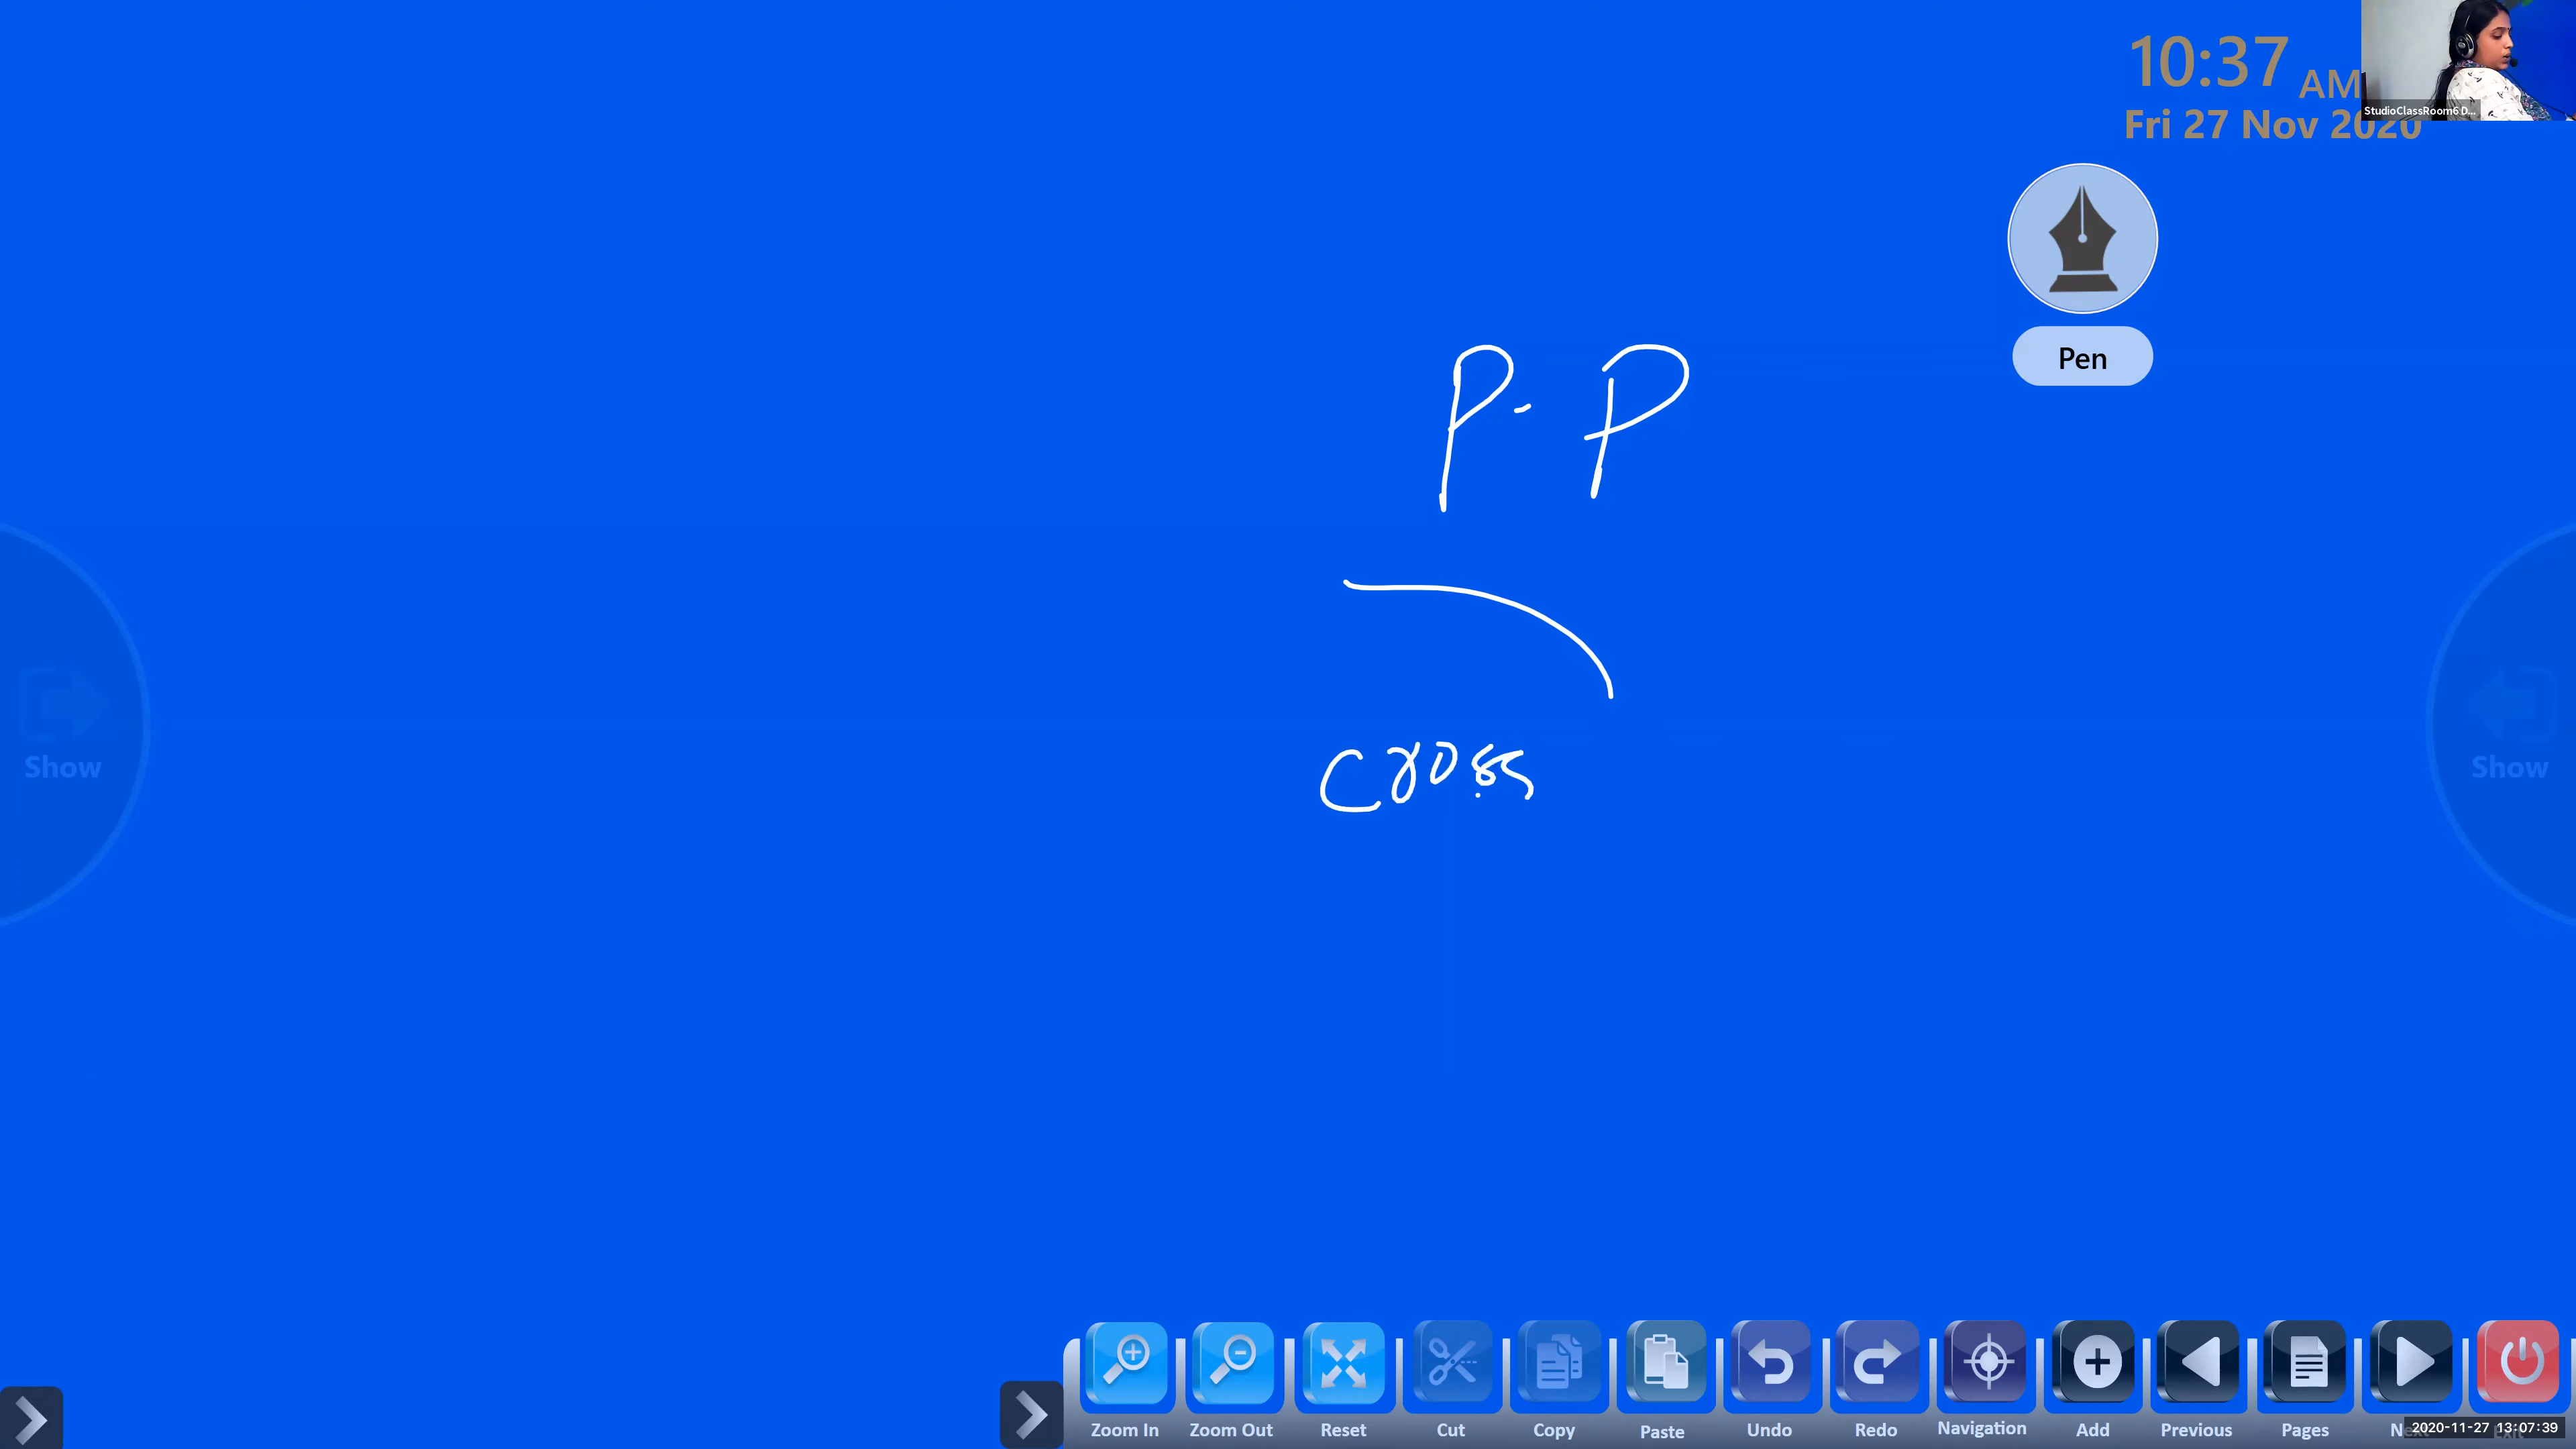 10:37 AM
Fri 27 Nov 2020
StudioClassRoom6 D...
Pen
P. P
Cross
Show
Show
Zoom In
Zoom Out
Reset
Cut
Copy
Paste
Undo
Redo
Navigation
Add
Previous
Pages
2020-11-27 13:07:39